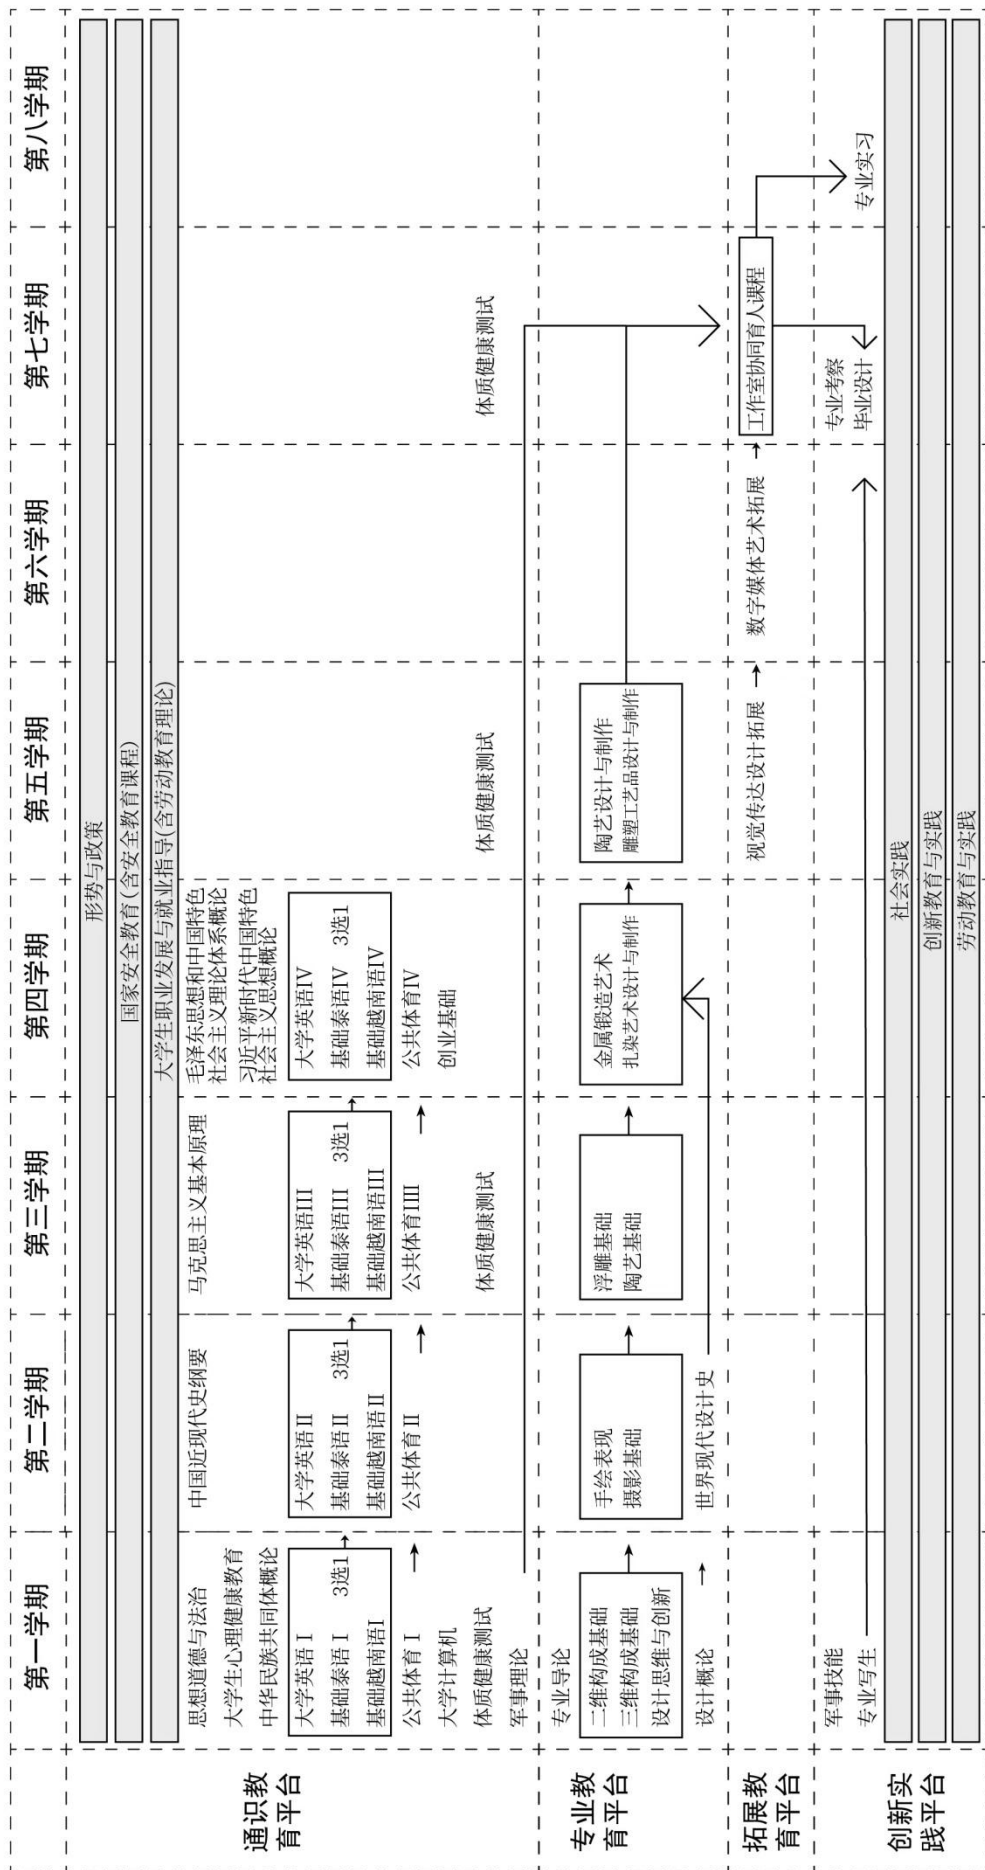 第一学期
第二学期
第三学期
第四学期
第五学期
第六学期
第七学期
第八学期
通识教
育平台
形势与政策
国家安全教育(含安全教育课程)
大学生职业发展与就业指导(含劳动教育理论)
思想道德与法治
大学生心理健康教育
中华民族共同体概论
大学英语Ⅰ
基础泰语Ⅰ 3选1
基础越南语Ⅰ
公共体育Ⅰ
大学计算机
体质健康测试
军事理论
中国近现代史纲要
大学英语Ⅱ
基础泰语Ⅱ 3选1
基础越南语Ⅱ
公共体育Ⅱ
马克思主义基本原理
大学英语III
基础泰语III 3选1
基础越南语III
公共体育IIII
体质健康测试
毛泽东思想和中国特色
社会主义理论体系概论
习近平新时代中国特色
社会主义思想概论
大学英语IV
基础泰语IV 3选1
基础越南语IV
公共体育IV
创业基础
体质健康测试
体质健康测试
专业教
育平台
专业导论
二维构成基础
三维构成基础
设计思维与创新
设计概论
手绘表现
摄影基础
世界现代设计史
浮雕基础
陶艺基础
金属锻造艺术
扎染艺术设计与制作
陶艺设计与制作
雕塑工艺品设计与制作
拓展教
育平台
视觉传达设计拓展
数字媒体艺术拓展
工作室协同育人课程
创新实
践平台
军事技能
专业写生
专业考察
毕业设计
专业实习
社会实践
创新教育与实践
劳动教育与实践